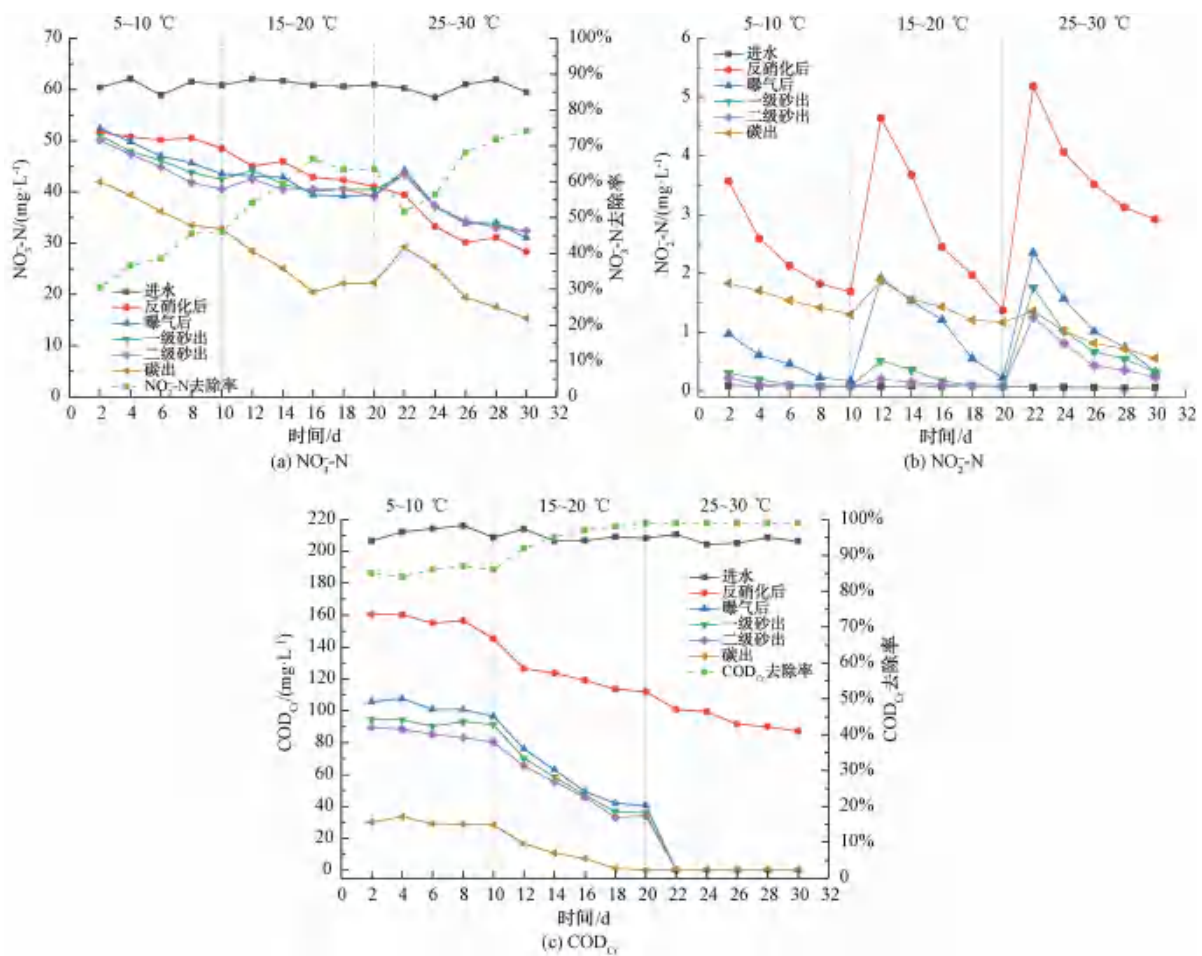 5~10 ℃ 15~20 ℃ 25~30 ℃
70
60
50
40
30
20
10
0
NO₃⁻-N/(mg·L⁻¹)
100%
90%
80%
70%
60%
50%
40%
30%
20%
10%
0
NO₃⁻-N去除率
进水
反硝化后
曝气后
一级砂出
二级砂出
碳出
NO₃⁻-N去除率
0 2 4 6 8 10 12 14 16 18 20 22 24 26 28 30 32
时间/d
(a) NO₃⁻-N
5~10 ℃ 15~20 ℃ 25~30 ℃
6
5
4
3
2
1
0
NO₂⁻-N/(mg·L⁻¹)
进水
反硝化后
曝气后
一级砂出
二级砂出
碳出
0 2 4 6 8 10 12 14 16 18 20 22 24 26 28 30 32
时间/d
(b) NO₂⁻-N
5~10 ℃ 15~20 ℃ 25~30 ℃
220
200
180
160
140
120
100
80
60
40
20
0
COD_Cr/(mg·L⁻¹)
100%
90%
80%
70%
60%
50%
40%
30%
20%
10%
0
COD_Cr去除率
进水
反硝化后
曝气后
一级砂出
二级砂出
碳出
COD_Cr去除率
0 2 4 6 8 10 12 14 16 18 20 22 24 26 28 30 32
时间/d
(c) COD_Cr